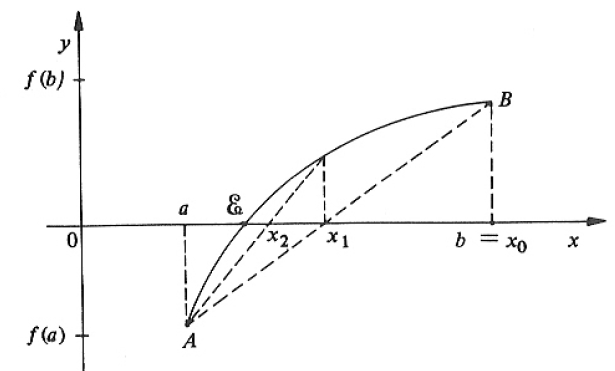 y
f(b)
B
a
ξ
0
x₂
x₁
b = x₀
x
f(a)
A